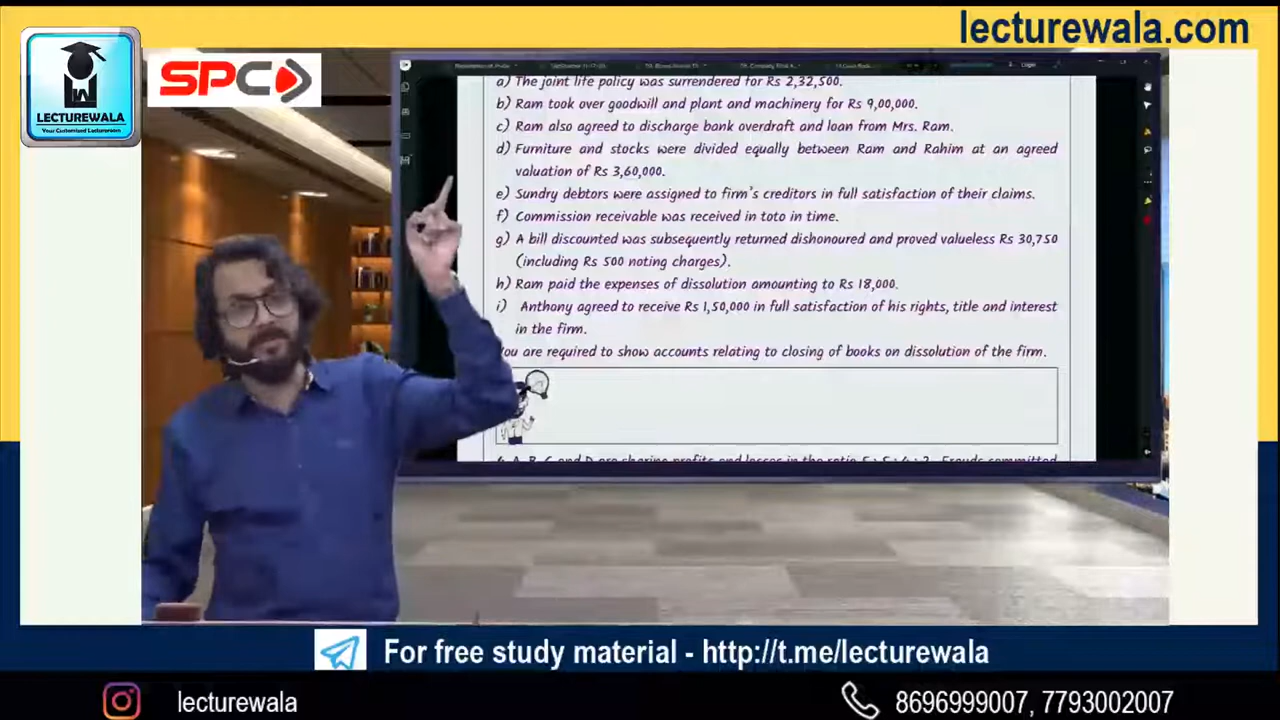 lecturewala.com
LECTUREWALA
Your Customized Lectureroom
SPC
a) The joint life policy was surrendered for Rs 2,32,500.
b) Ram took over goodwill and plant and machinery for Rs 9,00,000.
c) Ram also agreed to discharge bank overdraft and loan from Mrs. Ram.
d) Furniture and stocks were divided equally between Ram and Rahim at an agreed
valuation of Rs 3,60,000.
e) Sundry debtors were assigned to firm's creditors in full satisfaction of their claims.
f) Commission receivable was received in toto in time.
g) A bill discounted was subsequently returned dishonoured and proved valueless Rs 30,750
(including Rs 500 noting charges).
h) Ram paid the expenses of dissolution amounting to Rs 18,000.
i) Anthony agreed to receive Rs 1,50,000 in full satisfaction of his rights, title and interest
in the firm.
You are required to show accounts relating to closing of books on dissolution of the firm.
For free study material - http://t.me/lecturewala
lecturewala
8696999007, 7793002007